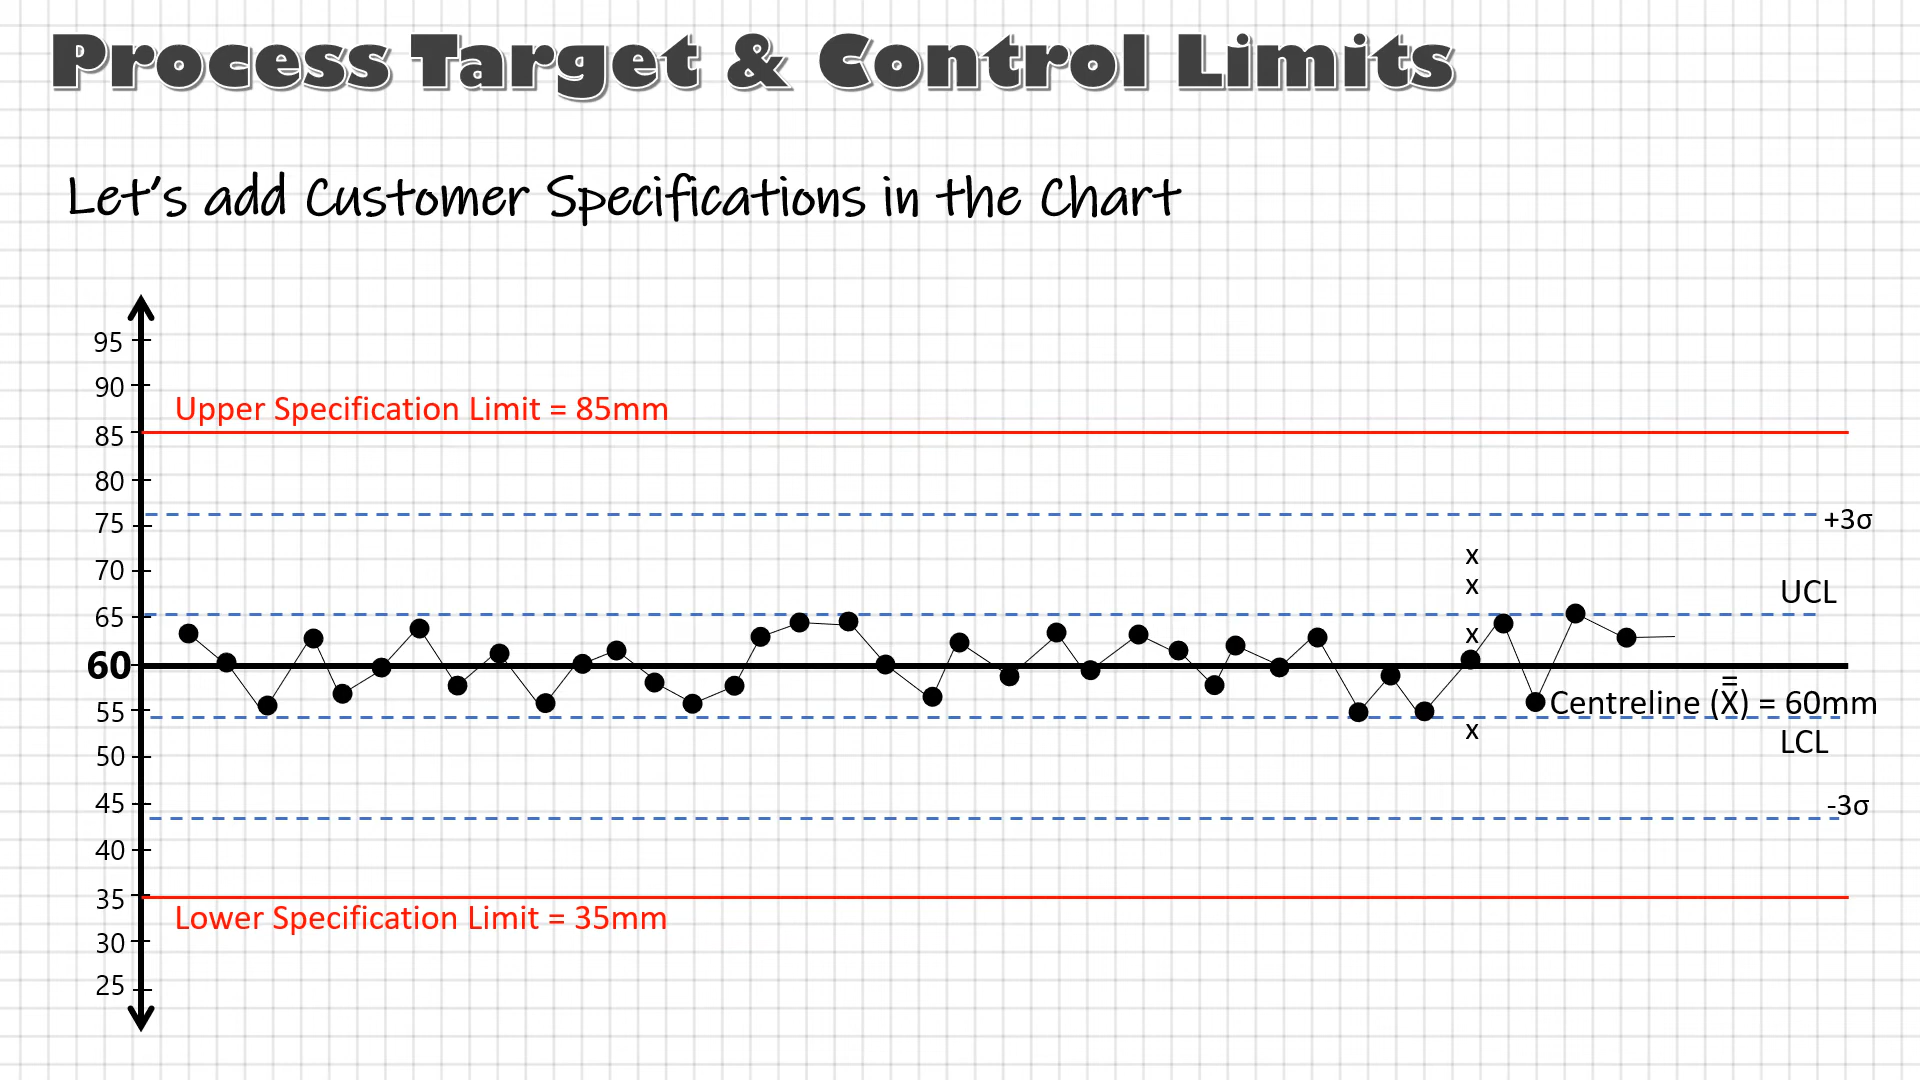 Process Target & Control Limits
Let's add Customer Specifications in the Chart
95
90
Upper Specification Limit = 85mm
85
80
75
+3σ
x
70
x
UCL
65
x
60
Centreline (X̿) = 60mm
55
x
LCL
50
45
-3σ
40
35
Lower Specification Limit = 35mm
30
25